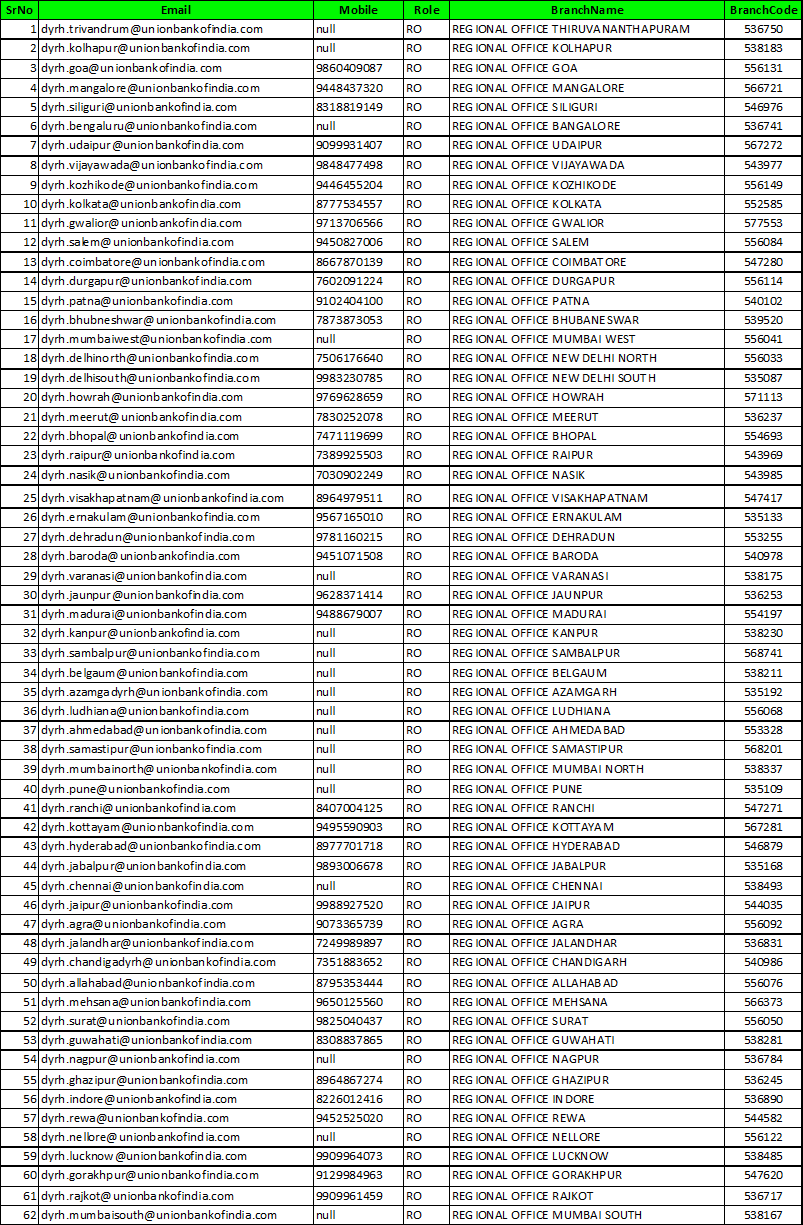 SrNo Email Mobile Role BranchName BranchCode
1 dyrh.trivandrum@unionbankofindia.com null RO REGIONAL OFFICE THIRUVANANTHAPURAM 536750
2 dyrh.kolhapur@unionbankofindia.com null RO REGIONAL OFFICE KOLHAPUR 538183
3 dyrh.goa@unionbankofindia.com 9860409087 RO REGIONAL OFFICE GOA 556131
4 dyrh.mangalore@unionbankofindia.com 9448437320 RO REGIONAL OFFICE MANGALORE 566721
5 dyrh.siliguri@unionbankofindia.com 8318819149 RO REGIONAL OFFICE SILIGURI 546976
6 dyrh.bengaluru@unionbankofindia.com null RO REGIONAL OFFICE BANGALORE 536741
7 dyrh.udaipur@unionbankofindia.com 9099931407 RO REGIONAL OFFICE UDAIPUR 567272
8 dyrh.vijayawada@unionbankofindia.com 9848477498 RO REGIONAL OFFICE VIJAYAWADA 543977
9 dyrh.kozhikode@unionbankofindia.com 9446455204 RO REGIONAL OFFICE KOZHIKODE 556149
10 dyrh.kolkata@unionbankofindia.com 8777534557 RO REGIONAL OFFICE KOLKATA 552585
11 dyrh.gwalior@unionbankofindia.com 9713706566 RO REGIONAL OFFICE GWALIOR 577553
12 dyrh.salem@unionbankofindia.com 9450827006 RO REGIONAL OFFICE SALEM 556084
13 dyrh.coimbatore@unionbankofindia.com 8667870139 RO REGIONAL OFFICE COIMBATORE 547280
14 dyrh.durgapur@unionbankofindia.com 7602091224 RO REGIONAL OFFICE DURGAPUR 556114
15 dyrh.patna@unionbankofindia.com 9102404100 RO REGIONAL OFFICE PATNA 540102
16 dyrh.bhubneshwar@unionbankofindia.com 7873873053 RO REGIONAL OFFICE BHUBANESWAR 539520
17 dyrh.mumbaiwest@unionbankofindia.com null RO REGIONAL OFFICE MUMBAI WEST 556041
18 dyrh.delhinorth@unionbankofindia.com 7506176640 RO REGIONAL OFFICE NEW DELHI NORTH 556033
19 dyrh.delhisouth@unionbankofindia.com 9983230785 RO REGIONAL OFFICE NEW DELHI SOUTH 535087
20 dyrh.howrah@unionbankofindia.com 9769628659 RO REGIONAL OFFICE HOWRAH 571113
21 dyrh.meerut@unionbankofindia.com 7830252078 RO REGIONAL OFFICE MEERUT 536237
22 dyrh.bhopal@unionbankofindia.com 7471119699 RO REGIONAL OFFICE BHOPAL 554693
23 dyrh.raipur@unionbankofindia.com 7389925503 RO REGIONAL OFFICE RAIPUR 543969
24 dyrh.nasik@unionbankofindia.com 7030902249 RO REGIONAL OFFICE NASIK 543985
25 dyrh.visakhapatnam@unionbankofindia.com 8964979511 RO REGIONAL OFFICE VISAKHAPATNAM 547417
26 dyrh.ernakulam@unionbankofindia.com 9567165010 RO REGIONAL OFFICE ERNAKULAM 535133
27 dyrh.dehradun@unionbankofindia.com 9781160215 RO REGIONAL OFFICE DEHRADUN 553255
28 dyrh.baroda@unionbankofindia.com 9451071508 RO REGIONAL OFFICE BARODA 540978
29 dyrh.varanasi@unionbankofindia.com null RO REGIONAL OFFICE VARANASI 538175
30 dyrh.jaunpur@unionbankofindia.com 9628371414 RO REGIONAL OFFICE JAUNPUR 536253
31 dyrh.madurai@unionbankofindia.com 9488679007 RO REGIONAL OFFICE MADURAI 554197
32 dyrh.kanpur@unionbankofindia.com null RO REGIONAL OFFICE KANPUR 538230
33 dyrh.sambalpur@unionbankofindia.com null RO REGIONAL OFFICE SAMBALPUR 568741
34 dyrh.belgaum@unionbankofindia.com null RO REGIONAL OFFICE BELGAUM 538211
35 dyrh.azamgadyrh@unionbankofindia.com null RO REGIONAL OFFICE AZAMGARH 535192
36 dyrh.ludhiana@unionbankofindia.com null RO REGIONAL OFFICE LUDHIANA 556068
37 dyrh.ahmedabad@unionbankofindia.com null RO REGIONAL OFFICE AHMEDABAD 553328
38 dyrh.samastipur@unionbankofindia.com null RO REGIONAL OFFICE SAMASTIPUR 568201
39 dyrh.mumbainorth@unionbankofindia.com null RO REGIONAL OFFICE MUMBAI NORTH 538337
40 dyrh.pune@unionbankofindia.com null RO REGIONAL OFFICE PUNE 535109
41 dyrh.ranchi@unionbankofindia.com 8407004125 RO REGIONAL OFFICE RANCHI 547271
42 dyrh.kottayam@unionbankofindia.com 9495590903 RO REGIONAL OFFICE KOTTAYAM 567281
43 dyrh.hyderabad@unionbankofindia.com 8977701718 RO REGIONAL OFFICE HYDERABAD 546879
44 dyrh.jabalpur@unionbankofindia.com 9893006678 RO REGIONAL OFFICE JABALPUR 535168
45 dyrh.chennai@unionbankofindia.com null RO REGIONAL OFFICE CHENNAI 538493
46 dyrh.jaipur@unionbankofindia.com 9988927520 RO REGIONAL OFFICE JAIPUR 544035
47 dyrh.agra@unionbankofindia.com 9073365739 RO REGIONAL OFFICE AGRA 556092
48 dyrh.jalandhar@unionbankofindia.com 7249989897 RO REGIONAL OFFICE JALANDHAR 536831
49 dyrh.chandigadyrh@unionbankofindia.com 7351883652 RO REGIONAL OFFICE CHANDIGARH 540986
50 dyrh.allahabad@unionbankofindia.com 8795353444 RO REGIONAL OFFICE ALLAHABAD 556076
51 dyrh.mehsana@unionbankofindia.com 9650125560 RO REGIONAL OFFICE MEHSANA 566373
52 dyrh.surat@unionbankofindia.com 9825040437 RO REGIONAL OFFICE SURAT 556050
53 dyrh.guwahati@unionbankofindia.com 8308837865 RO REGIONAL OFFICE GUWAHATI 538281
54 dyrh.nagpur@unionbankofindia.com null RO REGIONAL OFFICE NAGPUR 536784
55 dyrh.ghazipur@unionbankofindia.com 8964867274 RO REGIONAL OFFICE GHAZIPUR 536245
56 dyrh.indore@unionbankofindia.com 8226012416 RO REGIONAL OFFICE INDORE 536890
57 dyrh.rewa@unionbankofindia.com 9452525020 RO REGIONAL OFFICE REWA 544582
58 dyrh.nellore@unionbankofindia.com null RO REGIONAL OFFICE NELLORE 556122
59 dyrh.lucknow@unionbankofindia.com 9909964073 RO REGIONAL OFFICE LUCKNOW 538485
60 dyrh.gorakhpur@unionbankofindia.com 9129984963 RO REGIONAL OFFICE GORAKHPUR 547620
61 dyrh.rajkot@unionbankofindia.com 9909961459 RO REGIONAL OFFICE RAJKOT 536717
62 dyrh.mumbaisouth@unionbankofindia.com null RO REGIONAL OFFICE MUMBAI SOUTH 538167